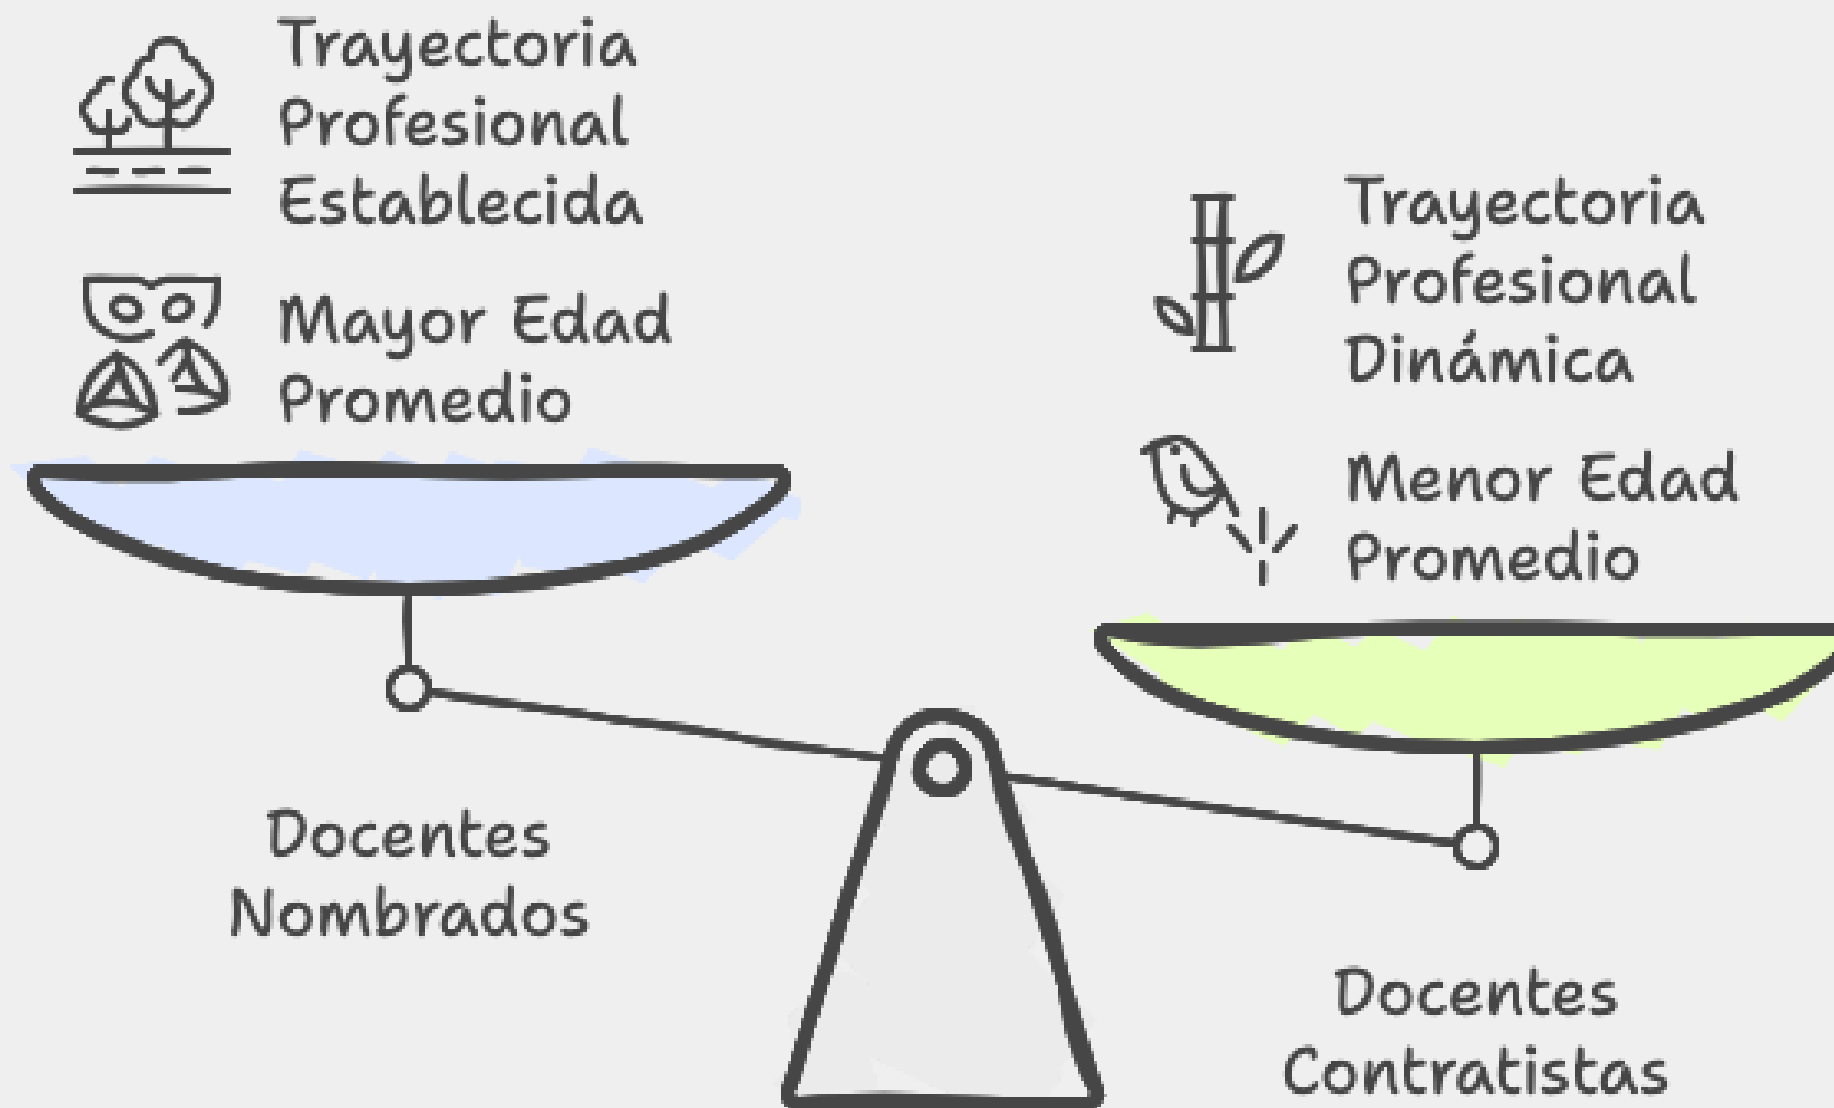 Trayectoria
Profesional
Establecida
Mayor Edad
Promedio
Docentes
Nombrados
Trayectoria
Profesional
Dinámica
Menor Edad
Promedio
Docentes
Contratistas